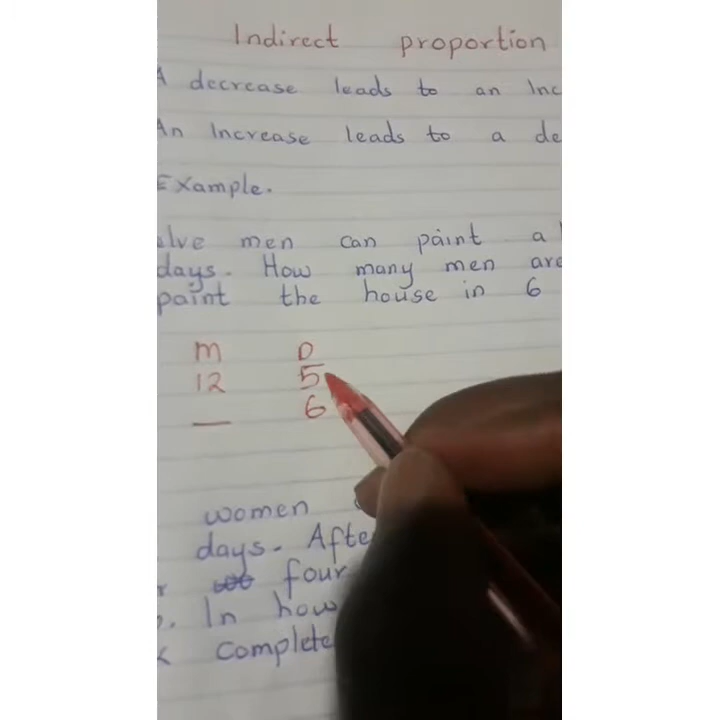 Indirect proportion
A decrease leads to an Inc
An Increase leads to a de
Example.
lve men can paint a
days. How many men are
paint the house in 6
M D
12 5
_ 6
women
days. Afte
four
. In how
complete